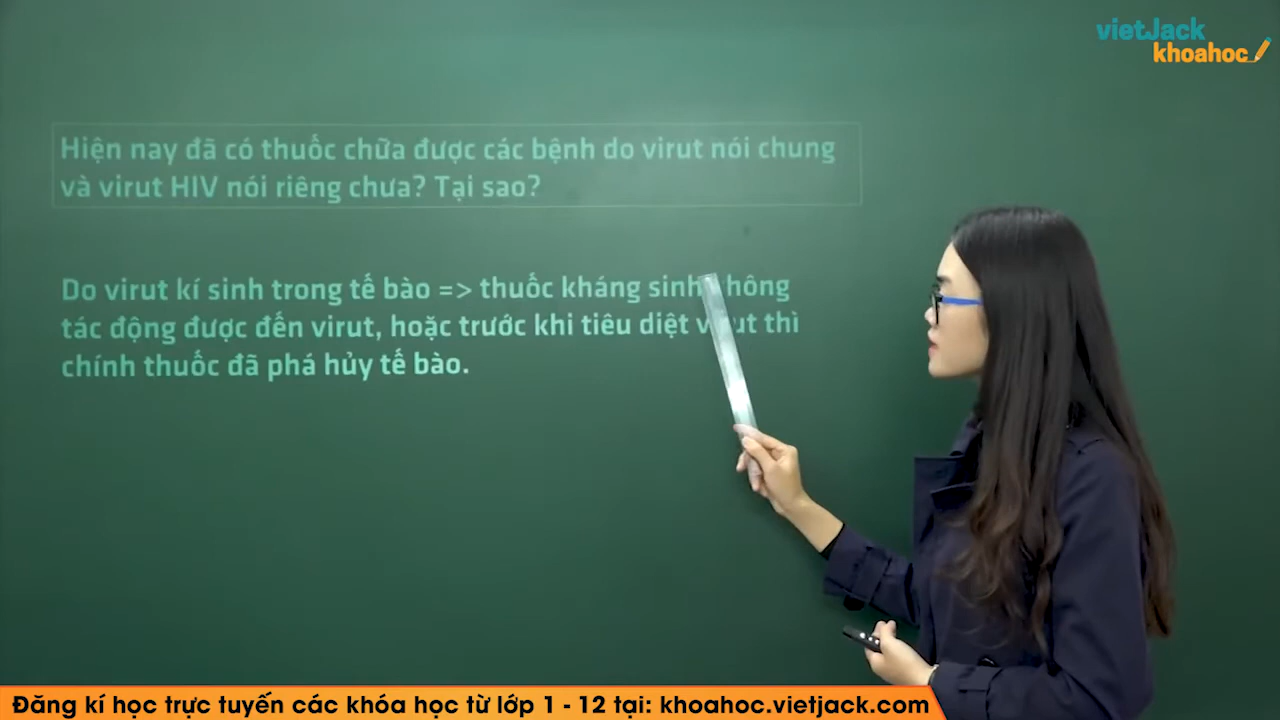 vietJack
khoahoc
Hiện nay đã có thuốc chữa được các bệnh do virut nói chung
và virut HIV nói riêng chưa? Tại sao?
Do virut kí sinh trong tế bào => thuốc kháng sinh không
tác động được đến virut, hoặc trước khi tiêu diệt virut thì
chính thuốc đã phá hủy tế bào.
Đăng kí học trực tuyến các khóa học từ lớp 1 - 12 tại: khoahoc.vietjack.com